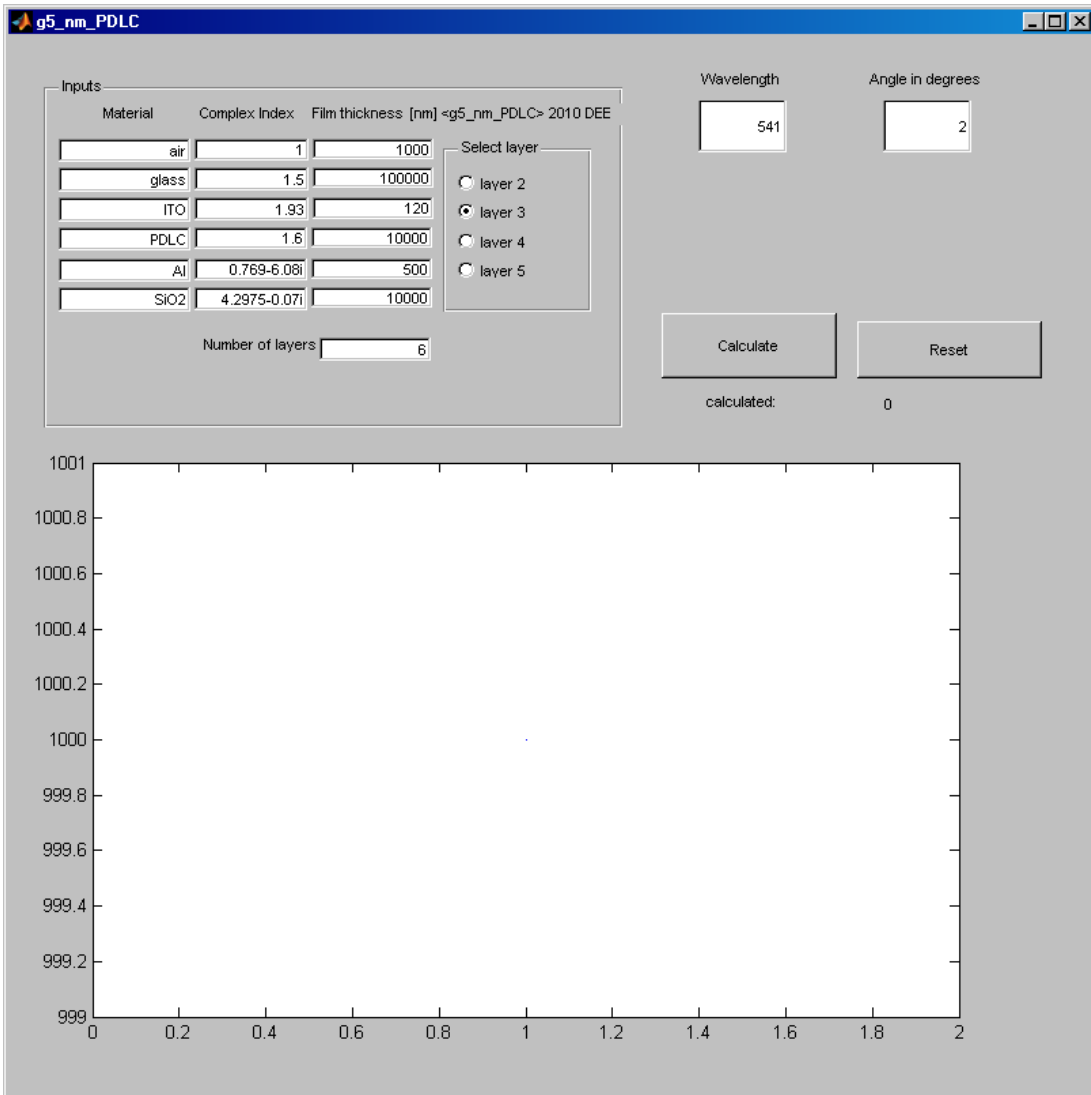 g5_nm_PDLC
Inputs
Material Complex Index Film thickness [nm] <g5_nm_PDLC> 2010 DEE
air 1 1000
glass 1.5 100000
ITO 1.93 120
PDLC 1.6 10000
Al 0.769-6.08i 500
SiO2 4.2975-0.07i 10000
Number of layers 6
Select layer
layer 2
layer 3
layer 4
layer 5
Wavelength Angle in degrees
541 2
Calculate Reset
calculated: 0
1001
1000.8
1000.6
1000.4
1000.2
1000
999.8
999.6
999.4
999.2
999
0 0.2 0.4 0.6 0.8 1 1.2 1.4 1.6 1.8 2